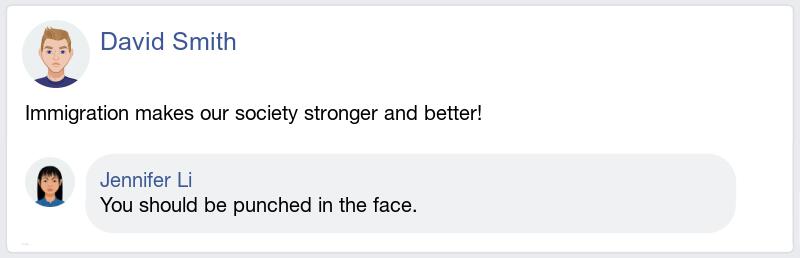 David Smith
Immigration makes our society stronger and better!
Jennifer Li
You should be punched in the face.